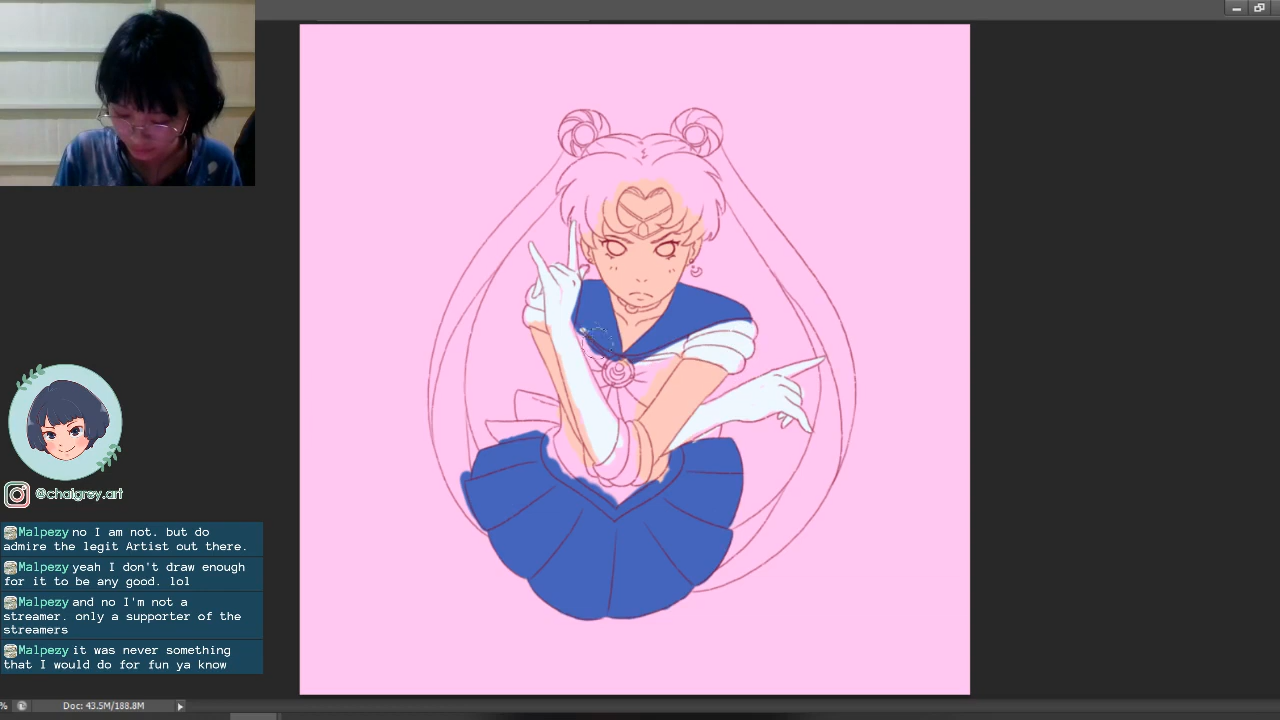 @chaigrey.art
Malpezy no I am not. but do
admire the legit Artist out there.
Malpezy yeah I don't draw enough
for it to be any good. lol
Malpezy and no I'm not a
streamer. only a supporter of the
streamers
Malpezy it was never something
that I would do for fun ya know
% Doc: 43.5M/188.8M